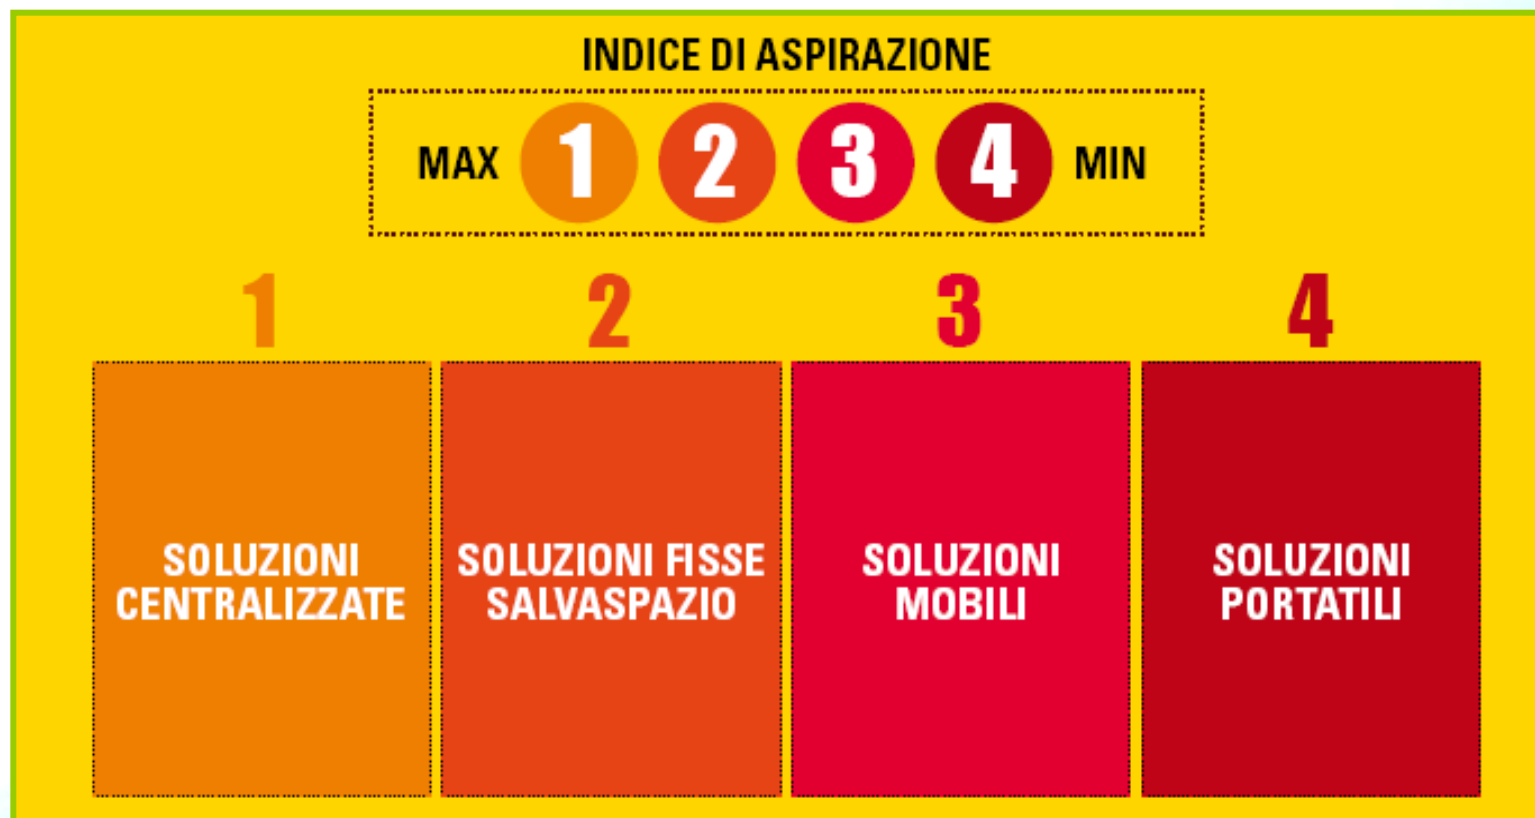 INDICE DI ASPIRAZIONE
MAX 1 2 3 4 MIN
1 2 3 4
SOLUZIONI
CENTRALIZZATE
SOLUZIONI FISSE
SALVASPAZIO
SOLUZIONI
MOBILI
SOLUZIONI
PORTATILI